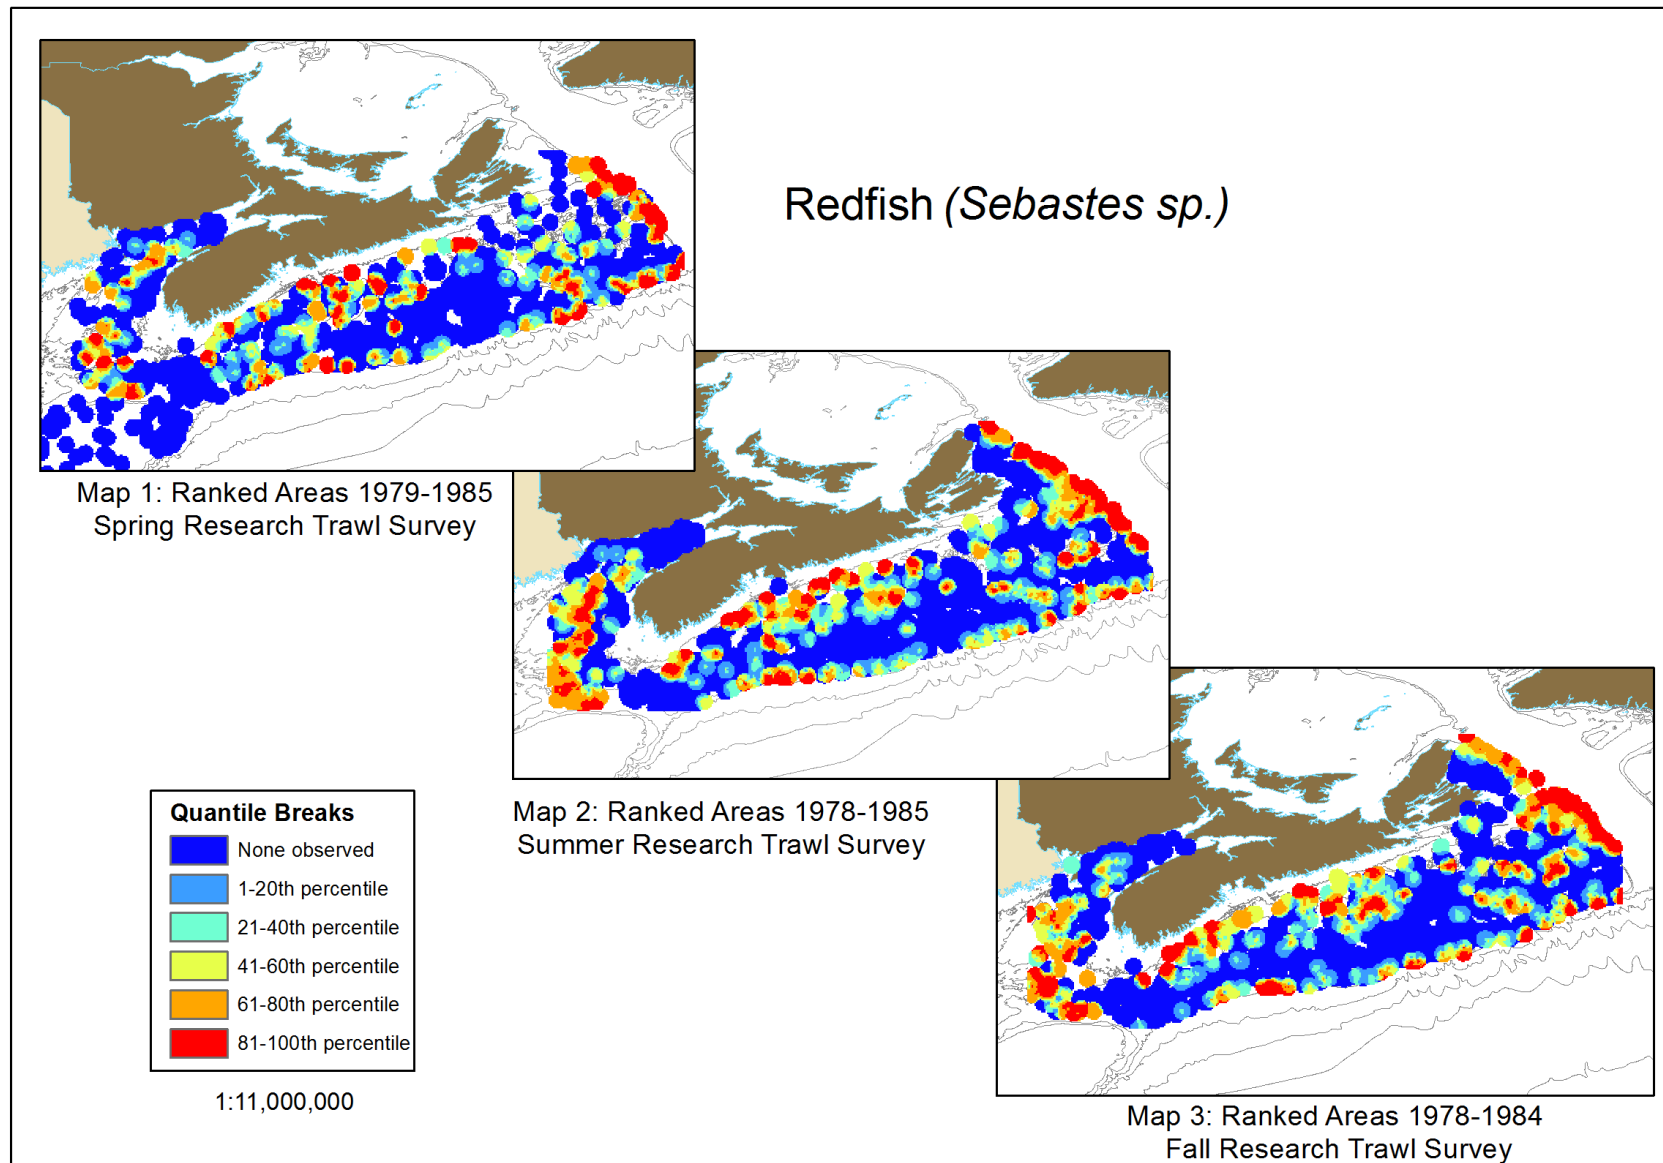 Redfish (Sebastes sp.)
Map 1: Ranked Areas 1979-1985
Spring Research Trawl Survey
Map 2: Ranked Areas 1978-1985
Summer Research Trawl Survey
Quantile Breaks
None observed
1-20th percentile
21-40th percentile
41-60th percentile
61-80th percentile
81-100th percentile
1:11,000,000
Map 3: Ranked Areas 1978-1984
Fall Research Trawl Survey